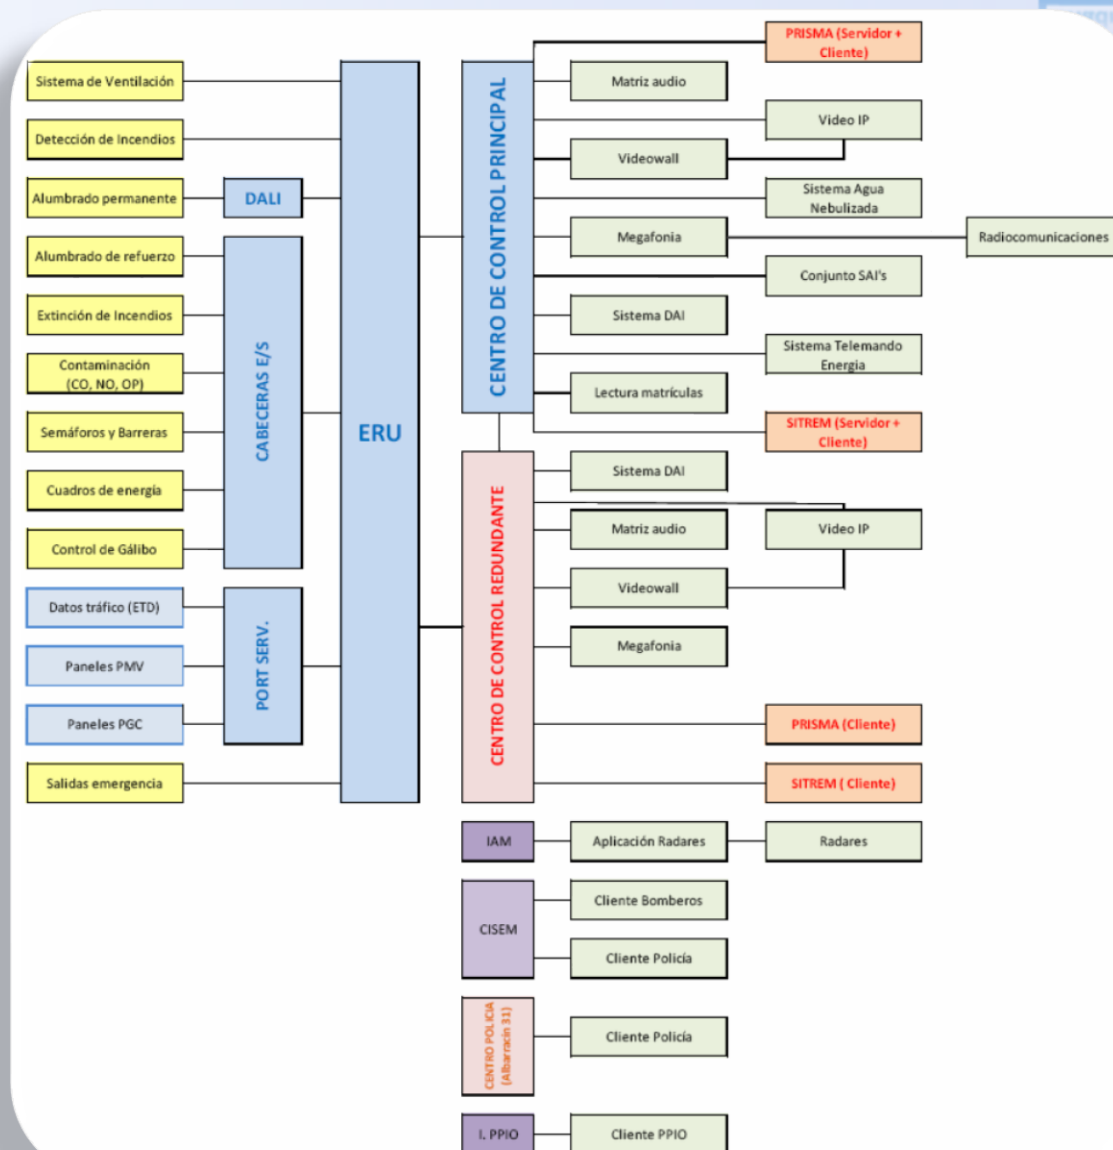 Sistema de Ventilación
Detección de Incendios
Alumbrado permanente
Alumbrado de refuerzo
Extinción de Incendios
Contaminación
(CO, NO, OP)
Semáforos y Barreras
Cuadros de energía
Control de Gálibo
Datos tráfico (ETD)
Paneles PMV
Paneles PGC
Salidas emergencia
DALI
CABECERAS E/S
PORT SERV.
ERU
CENTRO DE CONTROL PRINCIPAL
PRISMA (Servidor +
Cliente)
Matriz audio
Video IP
Videowall
Sistema Agua
Nebulizada
Megafonia
Radiocomunicaciones
Conjunto SAI's
Sistema DAI
Sistema Telemando
Energia
Lectura matrículas
SITREM (Servidor +
Cliente)
CENTRO DE CONTROL REDUNDANTE
Sistema DAI
Matriz audio
Video IP
Videowall
Megafonia
PRISMA (Cliente)
SITREM ( Cliente)
IAM
Aplicación Radares
Radares
CISEM
Cliente Bomberos
Cliente Policía
CENTRO POLICIA
(Albarracín 31)
Cliente Policía
I. PPIO
Cliente PPIO